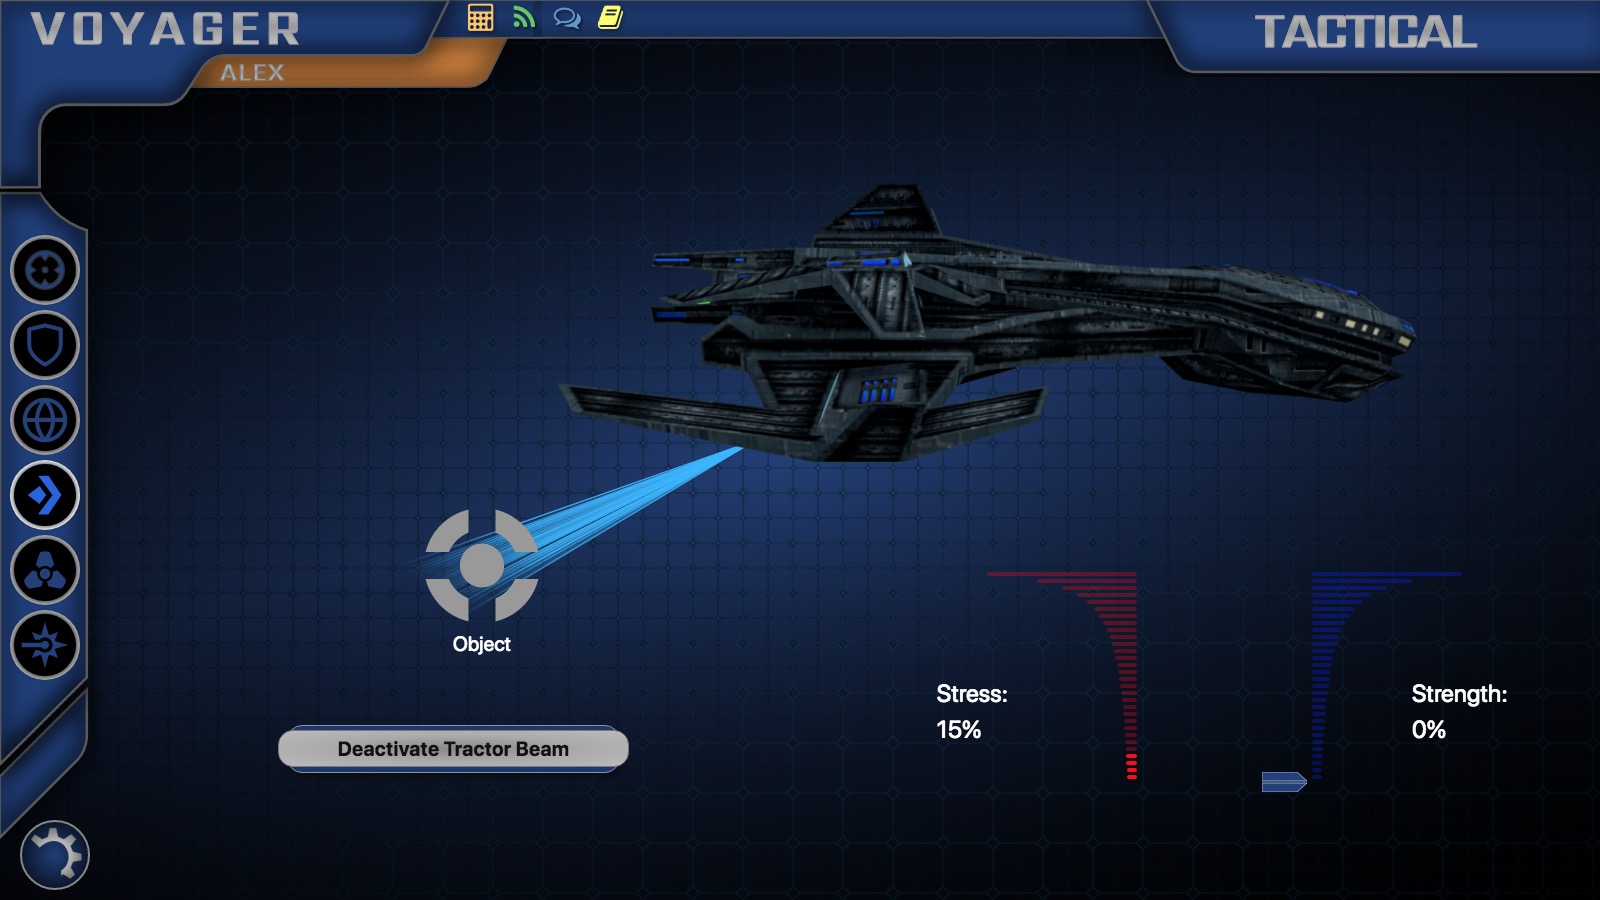 VOYAGER
TACTICAL
ALEX
Object
Deactivate Tractor Beam
Stress:
15%
Strength:
0%